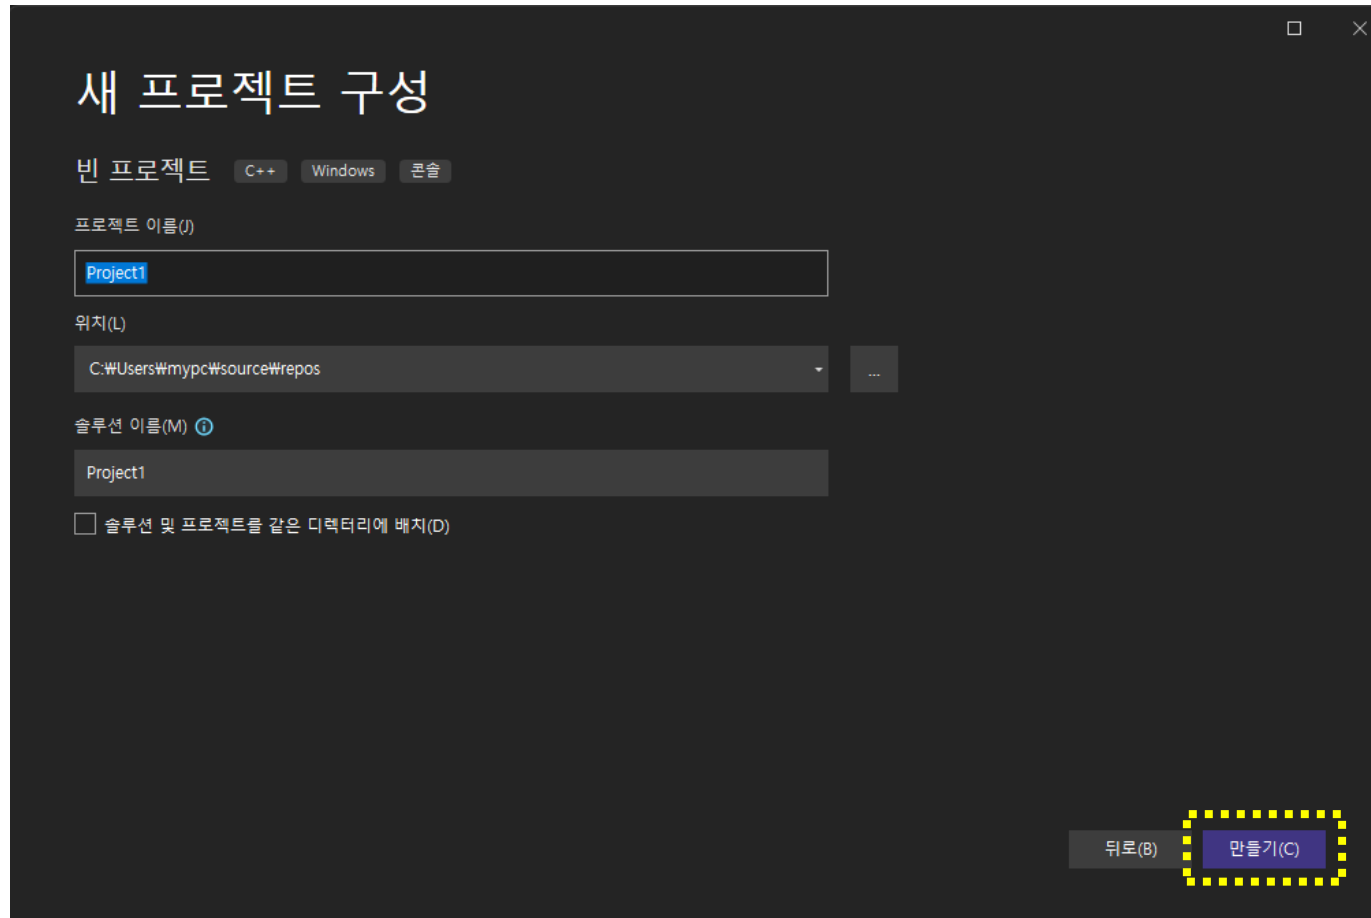 새 프로젝트 구성
빈 프로젝트 C++ Windows 콘솔
프로젝트 이름(J)
Project1
위치(L)
C:₩Users₩mypc₩source₩repos
...
솔루션 이름(M)
Project1
솔루션 및 프로젝트를 같은 디렉터리에 배치(D)
뒤로(B) 만들기(C)